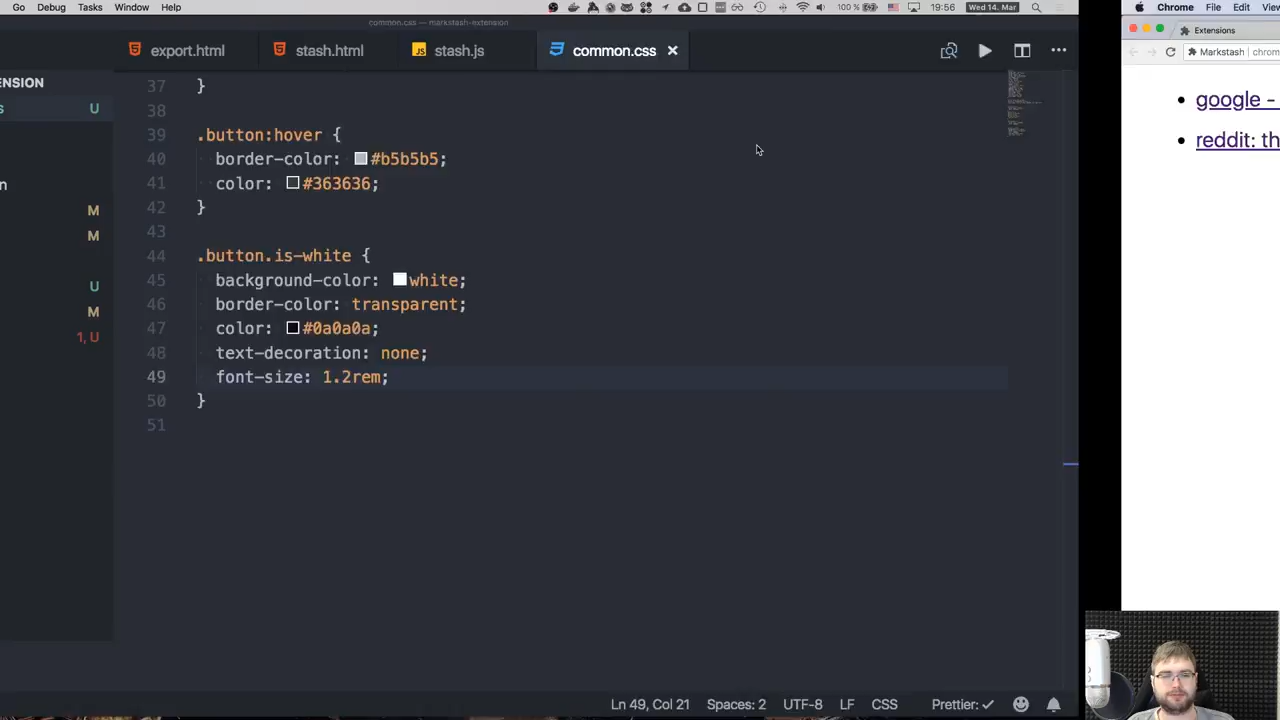 Go Debug Tasks Window Help 100 % 19:56 Wed 14. Mar
Chrome File Edit View
common.css — markstash-extension
Extensions
export.html stash.html JS stash.js common.css
Markstash chrom
ENSION
s U
n
M
M
U
M
1, U
37 }
38
39 .button:hover {
40 border-color: #b5b5b5;
41 color: #363636;
42 }
43
44 .button.is-white {
45 background-color: white;
46 border-color: transparent;
47 color: #0a0a0a;
48 text-decoration: none;
49 font-size: 1.2rem;
50 }
51
google -
reddit: th
Ln 49, Col 21 Spaces: 2 UTF-8 LF CSS Prettier: ✓